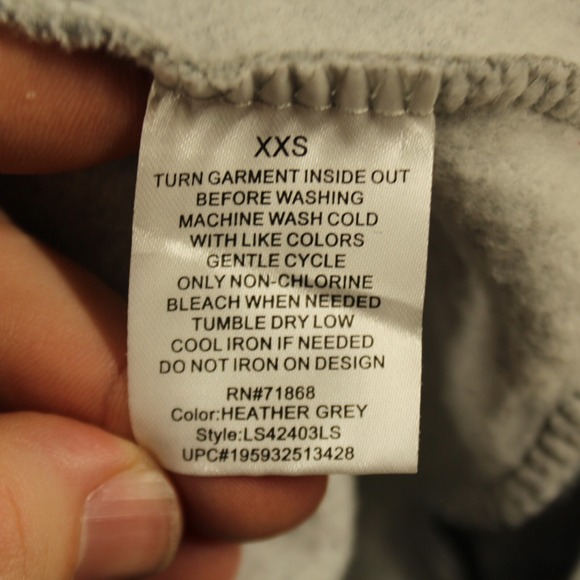 XXS
TURN GARMENT INSIDE OUT
BEFORE WASHING
MACHINE WASH COLD
WITH LIKE COLORS
GENTLE CYCLE
ONLY NON-CHLORINE
BLEACH WHEN NEEDED
TUMBLE DRY LOW
COOL IRON IF NEEDED
DO NOT IRON ON DESIGN
RN#71868
Color:HEATHER GREY
Style:LS42403LS
UPC#195932513428